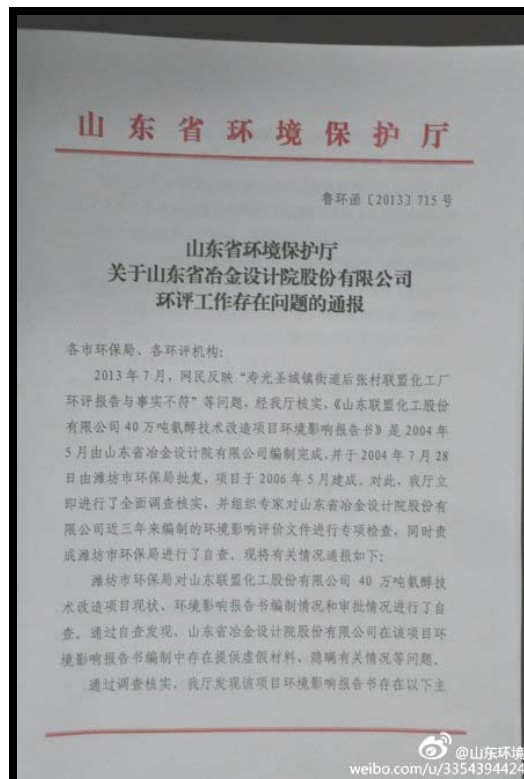 山东省环境保护厅
鲁环函〔2013〕715号
山东省环境保护厅
关于山东省冶金设计院股份有限公司
环评工作存在问题的通报
各市环保局、各环评机构：
2013年7月，网民反映“寿光圣城镇街道后张村联盟化工厂
环评报告与事实不符”等问题，经我厅核实，《山东联盟化工股份
有限公司40万吨氨醇技术改造项目环境影响报告书》是2004年
5月由山东省冶金设计院有限公司编制完成，并于2004年7月28
日由潍坊市环保局批复，项目于2006年5月建成。对此，我厅立
即进行了全面调查核实，并组织专家对山东省冶金设计院股份有
限公司近三年来编制的环境影响评价文件进行专项检查，同时责
成潍坊市环保局进行了自查。现将有关情况通报如下：
潍坊市环保局对山东联盟化工股份有限公司 40 万吨氨醇技
术改造项目现状、环境影响报告书编制情况和审批情况进行了自
查。通过自查发现，山东省冶金设计院股份有限公司在该项目环
境影响报告书编制中存在提供虚假材料，隐瞒有关情况等问题。
通过调查核实，我厅发现该项目环境影响报告书存在以下主
@山东环境
weibo.com/u/3354394424